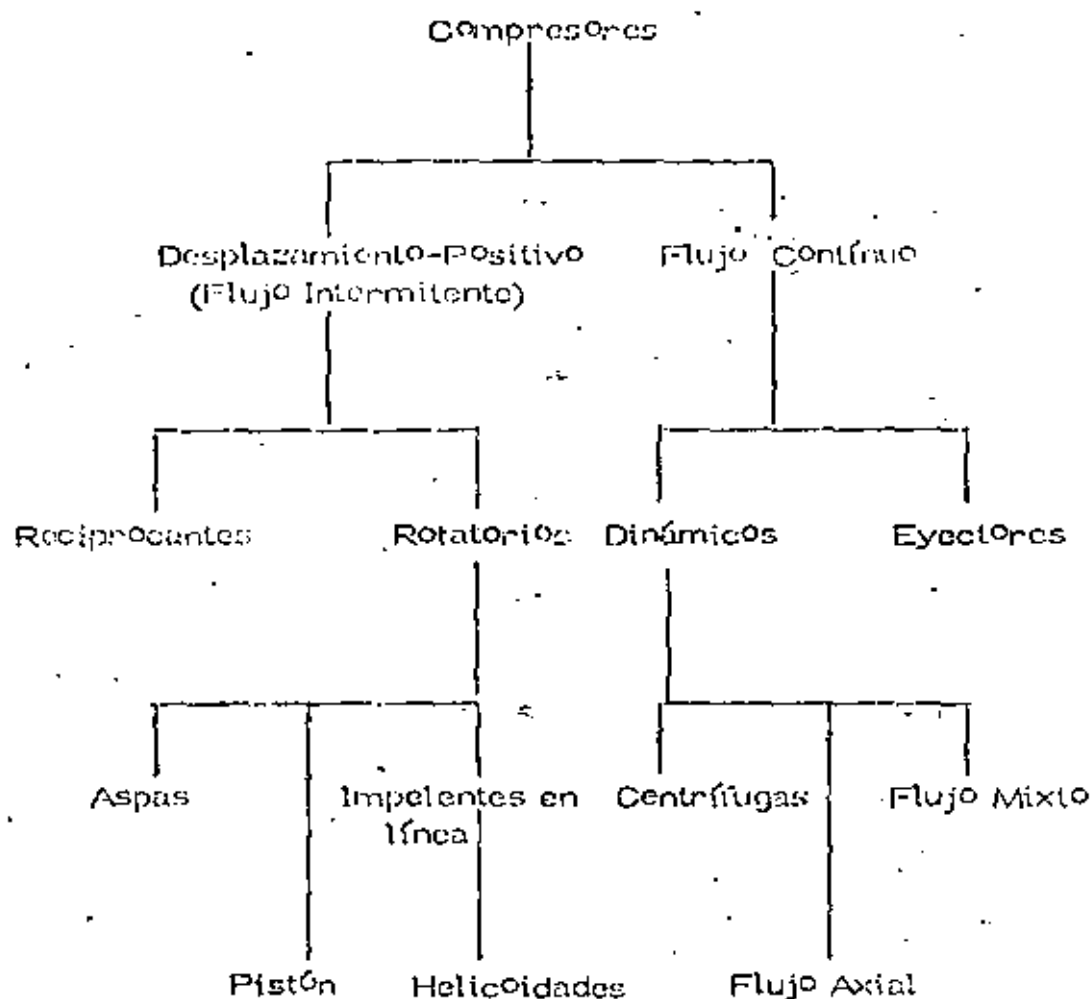 Compresores
Desplazamiento-Positivo
(Flujo Intermitente)
Flujo Contínuo
Reciprocantes
Rotatorios
Dinámicos
Eyectores
Aspas
Impelentes en
línea
Centrífugas
Flujo Mixto
Pistón
Helicoidades
Flujo Axial